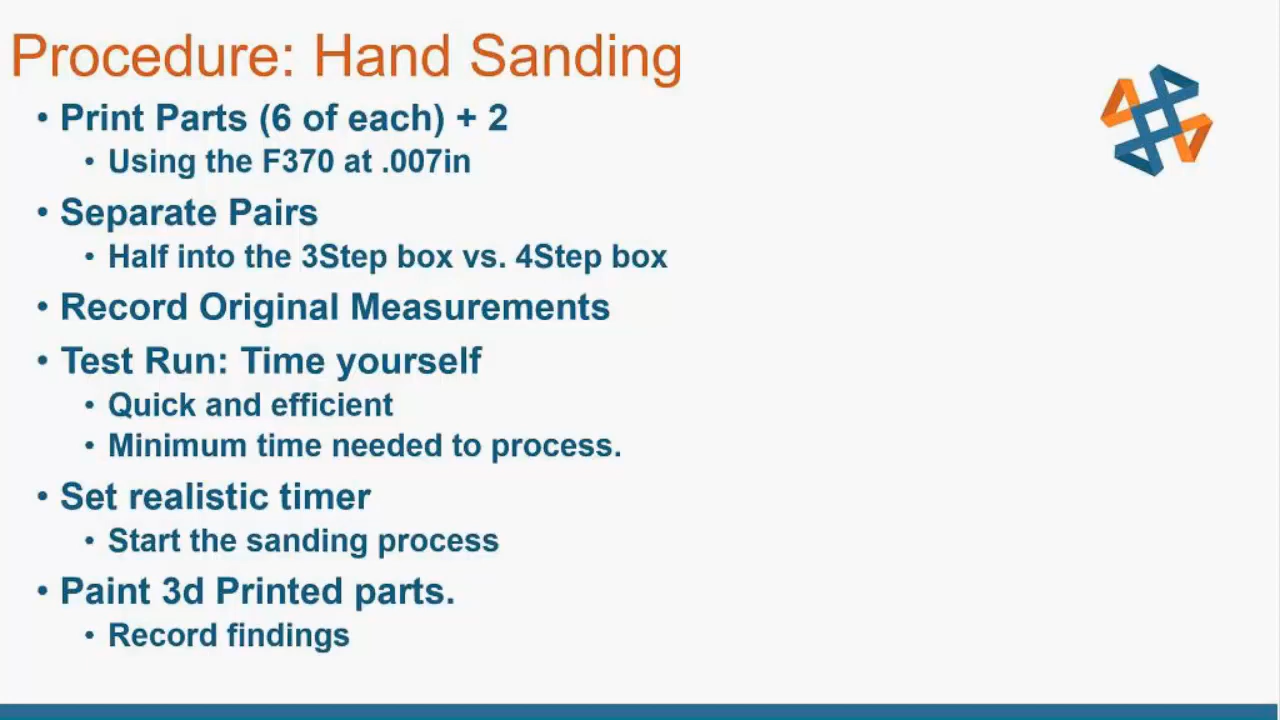 Procedure: Hand Sanding
• Print Parts (6 of each) + 2
• Using the F370 at .007in
• Separate Pairs
• Half into the 3Step box vs. 4Step box
• Record Original Measurements
• Test Run: Time yourself
• Quick and efficient
• Minimum time needed to process.
• Set realistic timer
• Start the sanding process
• Paint 3d Printed parts.
• Record findings